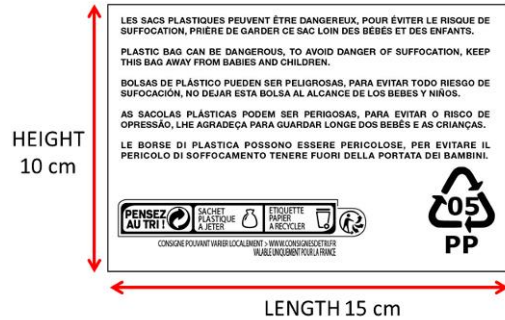 LES SACS PLASTIQUES PEUVENT ÊTRE DANGEREUX, POUR ÉVITER LE RISQUE DE
SUFFOCATION, PRIÈRE DE GARDER CE SAC LOIN DES BÉBÉS ET DES ENFANTS.
PLASTIC BAG CAN BE DANGEROUS, TO AVOID DANGER OF SUFFOCATION, KEEP
THIS BAG AWAY FROM BABIES AND CHILDREN.
BOLSAS DE PLÁSTICO PUEDEN SER PELIGROSAS, PARA EVITAR TODO RIESGO DE
SUFOCACIÓN, NO DEJAR ESTA BOLSA AL ALCANCE DE LOS BEBES Y NIÑOS.
AS SACOLAS PLÁSTICAS PODEM SER PERIGOSAS, PARA EVITAR O RISCO DE
OPRESSÃO, LHE AGRADEÇA PARA GUARDAR LONGE DOS BEBÊS E AS CRIANÇAS.
LE BORSE DI PLASTICA POSSONO ESSERE PERICOLOSE, PER EVITARE IL
PERICOLO DI SOFFOCAMENTO TENERE FUORI DELLA PORTATA DEI BAMBINI.
HEIGHT
10 cm
PENSEZ
AU TRI !
SACHET
PLASTIQUE
A JETER
ETIQUETTE
PAPIER
A RECYCLER
CONSIGNE POUVANT VARIER LOCALEMENT > WWW.CONSIGNESDETRI.FR
VALABLE UNIQUEMENT POUR LA FRANCE
05
PP
LENGTH 15 cm